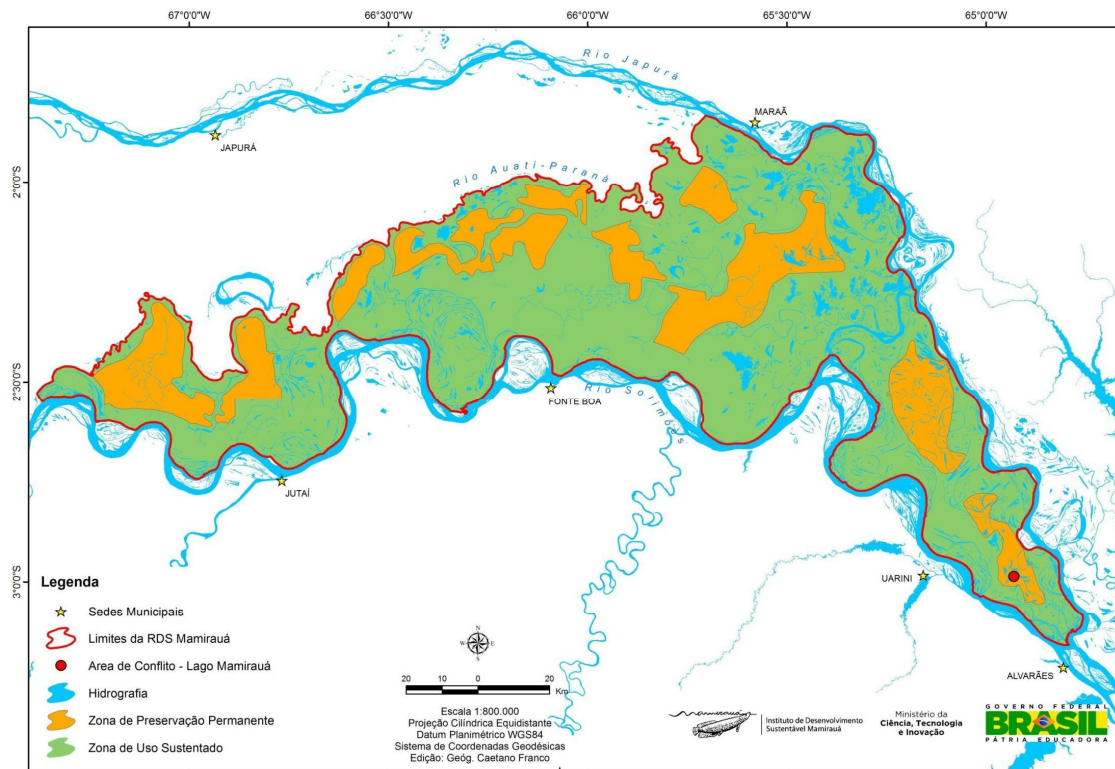 67°0'0"W
66°30'0"W
66°0'0"W
65°30'0"W
65°0'0"W
Rio Japurá
MARAÃ
JAPURÁ
Rio Auati-Paraná
2°0'0"S
2°30'0"S
3°0'0"S
FONTE BOA
Rio Solimões
JUTAÍ
UARINI
ALVARÃES
Legenda
Sedes Municipais
Limites da RDS Mamirauá
Area de Conflito - Lago Mamirauá
Hidrografia
Zona de Preservação Permanente
Zona de Uso Sustentado
N
W E
S
20 10 0 20
Km
Escala 1:800.000
Projeção Cilíndrica Equidistante
Datum Planimétrico WGS84
Sistema de Coordenadas Geodésicas
Edição: Geóg. Caetano Franco
Mamirauá
Instituto de Desenvolvimento
Sustentável Mamirauá
Ministério da
Ciência, Tecnologia
e Inovação
GOVERNO FEDERAL
BRASIL
PÁTRIA EDUCADORA